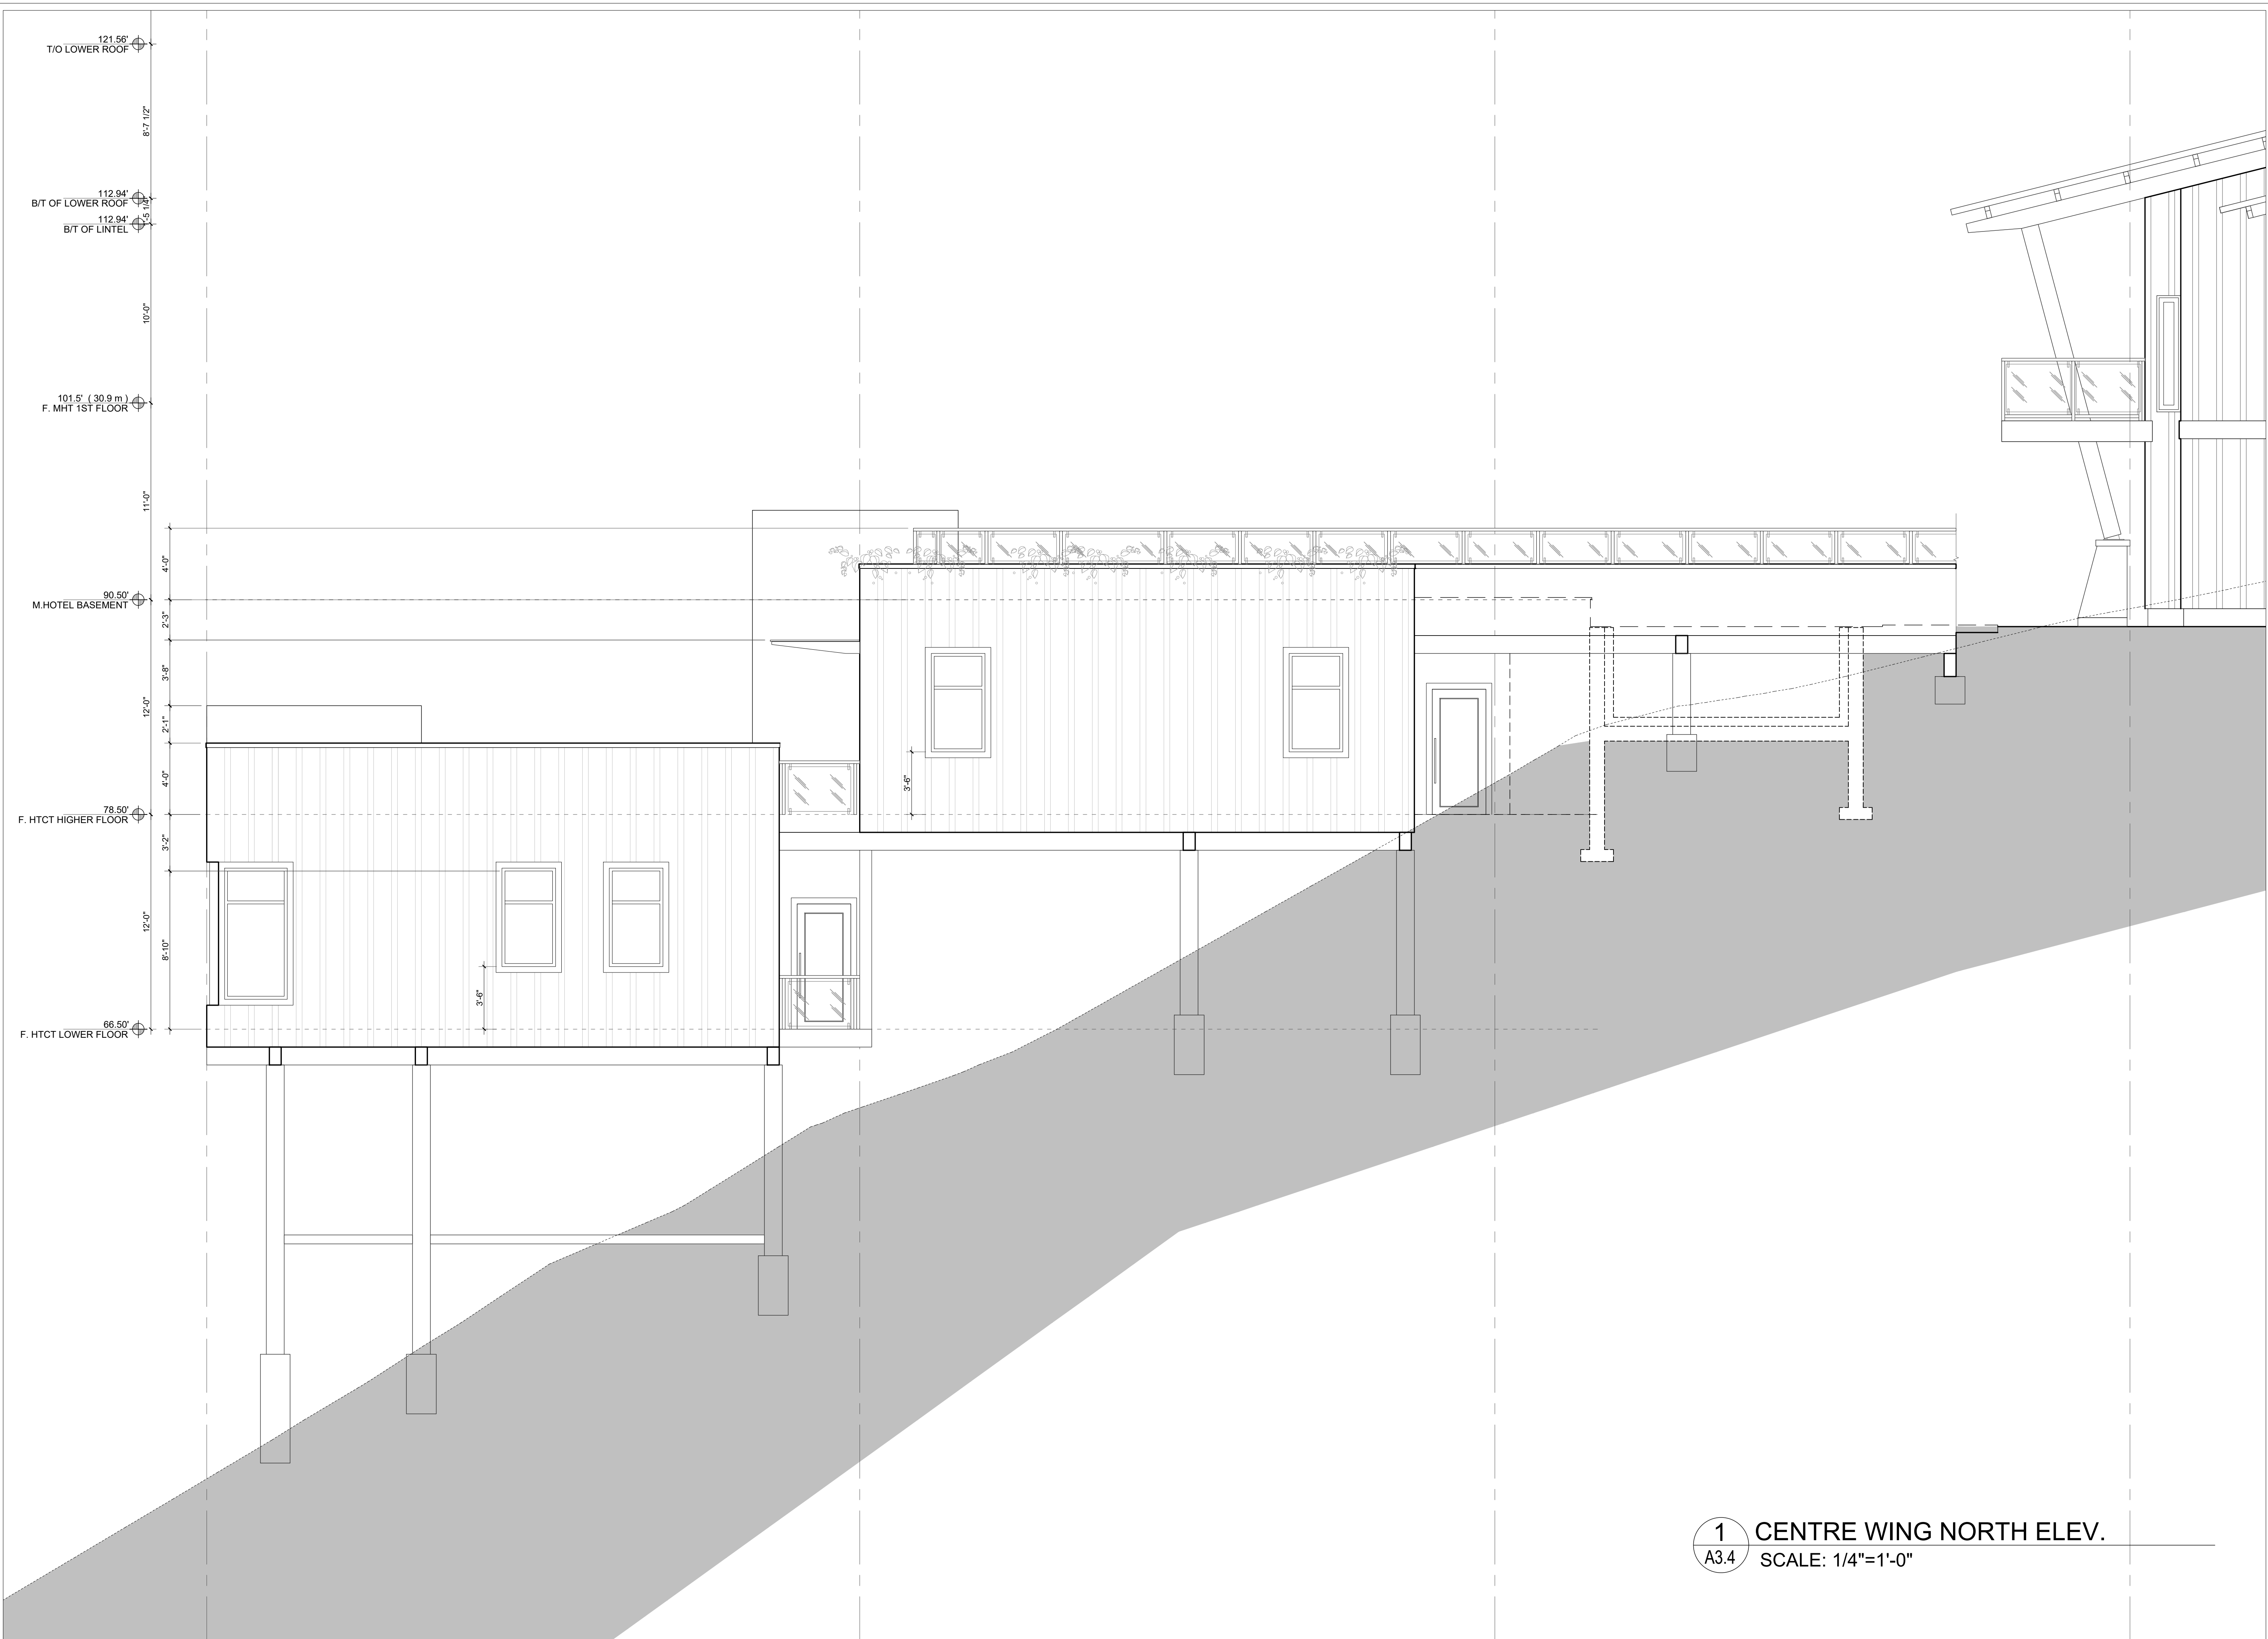 121.56'
T/O LOWER ROOF
8'-7 1/2"
112.94'
B/T OF LOWER ROOF
-5 1/4"
112.94'
B/T OF LINTEL
10'-0"
101.5' ( 30.9 m )
F. MHT 1ST FLOOR
11'-0"
4'-0"
90.50'
M.HOTEL BASEMENT
2'-3"
3'-8"
12'-0"
2'-1"
4'-0"
3'-6"
78.50'
F. HTCT HIGHER FLOOR
3'-2"
12'-0"
8'-10"
3'-6"
66.50'
F. HTCT LOWER FLOOR
1
A3.4
CENTRE WING NORTH ELEV.
SCALE: 1/4"=1'-0"